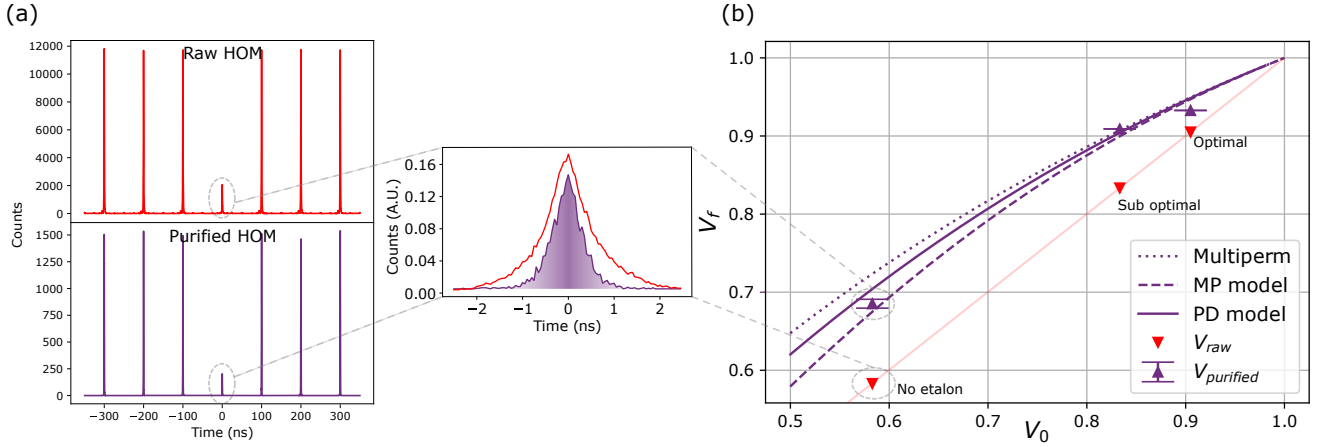 (a)
12000
10000
8000
6000
4000
2000
0
Raw HOM
Counts
1500
1250
1000
750
500
250
0
Purified HOM
−300
−200
−100
0
100
200
300
Time (ns)
0.16
0.12
0.08
0.04
0.00
Counts (A.U.)
−2
−1
0
1
2
Time (ns)
(b)
1.0
0.9
0.8
0.7
0.6
V_f
Optimal
Sub optimal
No etalon
Multiperm
MP model
PD model
V_raw
V_purified
0.5
0.6
0.7
0.8
0.9
1.0
V_0